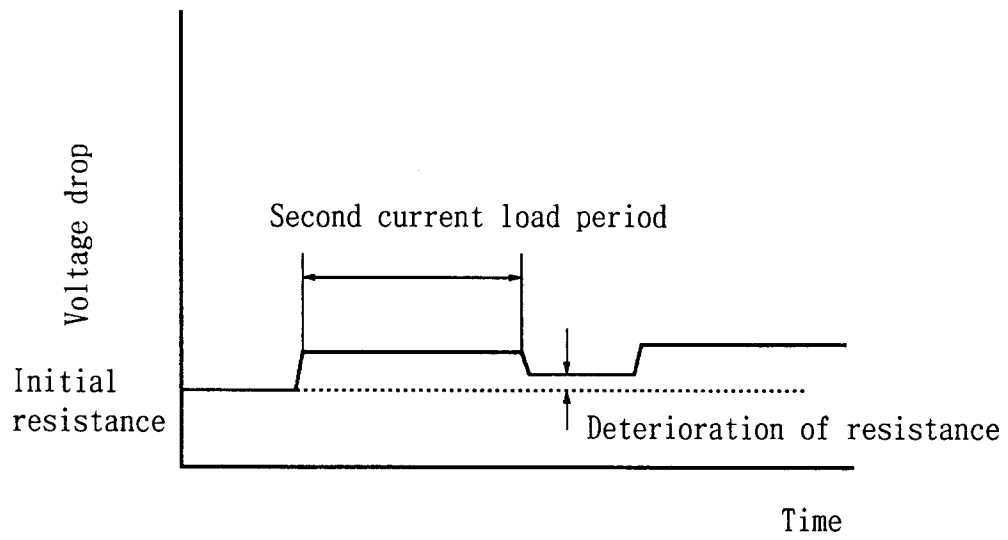 Voltage drop
Second current load period
Initial
resistance
Deterioration of resistance
Time